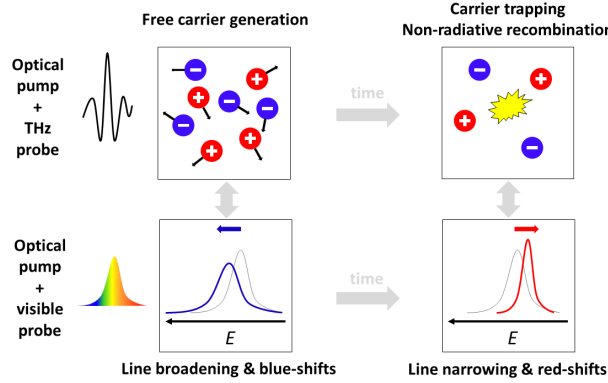 Free carrier generation
Carrier trapping
Non-radiative recombination
Optical
pump
+
THz
probe
time
Optical
pump
+
visible
probe
time
E
E
Line broadening & blue-shifts
Line narrowing & red-shifts